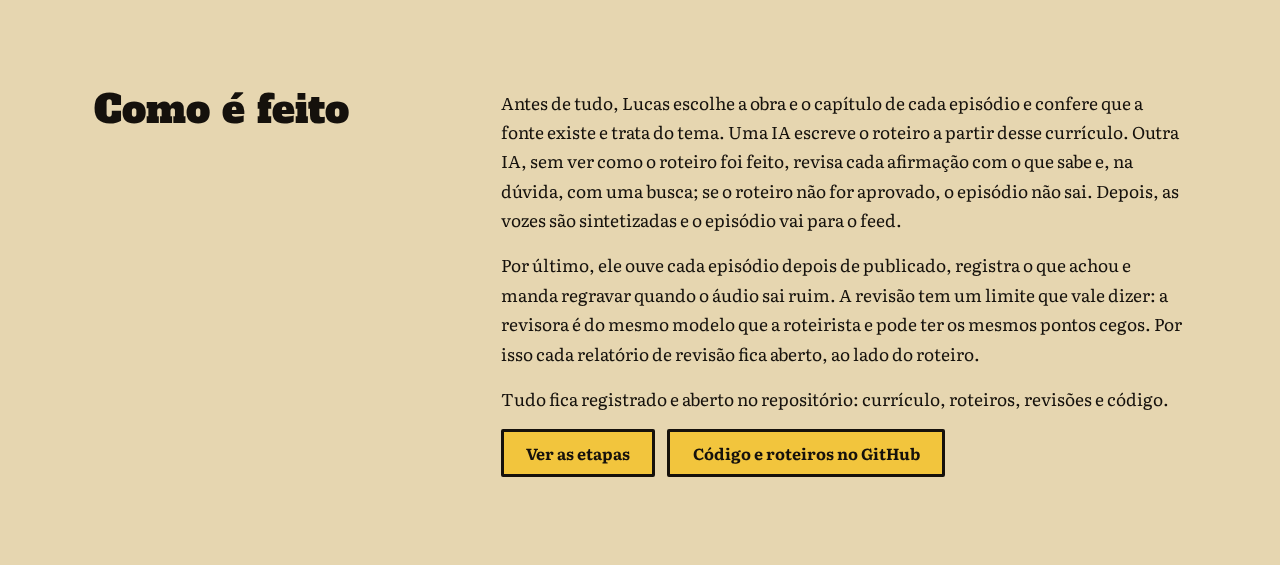 Como é feito
Antes de tudo, Lucas escolhe a obra e o capítulo de cada episódio e confere que a
fonte existe e trata do tema. Uma IA escreve o roteiro a partir desse currículo. Outra
IA, sem ver como o roteiro foi feito, revisa cada afirmação com o que sabe e, na
dúvida, com uma busca; se o roteiro não for aprovado, o episódio não sai. Depois, as
vozes são sintetizadas e o episódio vai para o feed.
Por último, ele ouve cada episódio depois de publicado, registra o que achou e
manda regravar quando o áudio sai ruim. A revisão tem um limite que vale dizer: a
revisora é do mesmo modelo que a roteirista e pode ter os mesmos pontos cegos. Por
isso cada relatório de revisão fica aberto, ao lado do roteiro.
Tudo fica registrado e aberto no repositório: currículo, roteiros, revisões e código.
Ver as etapas
Código e roteiros no GitHub